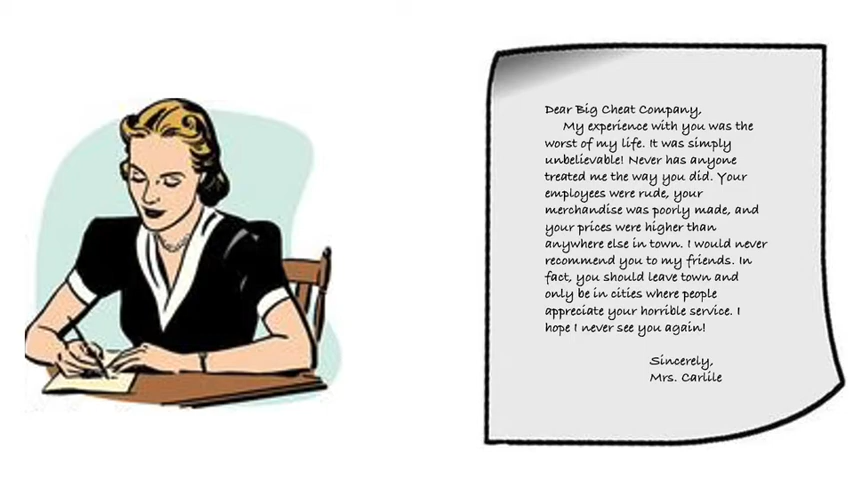 Dear Big Cheat Company,
My experience with you was the
worst of my life. It was simply
unbelievable! Never has anyone
treated me the way you did. Your
employees were rude, your
merchandise was poorly made, and
your prices were higher than
anywhere else in town. I would never
recommend you to my friends. In
fact, you should leave town and
only be in cities where people
appreciate your horrible service. I
hope I never see you again!
Sincerely,
Mrs. Carlile